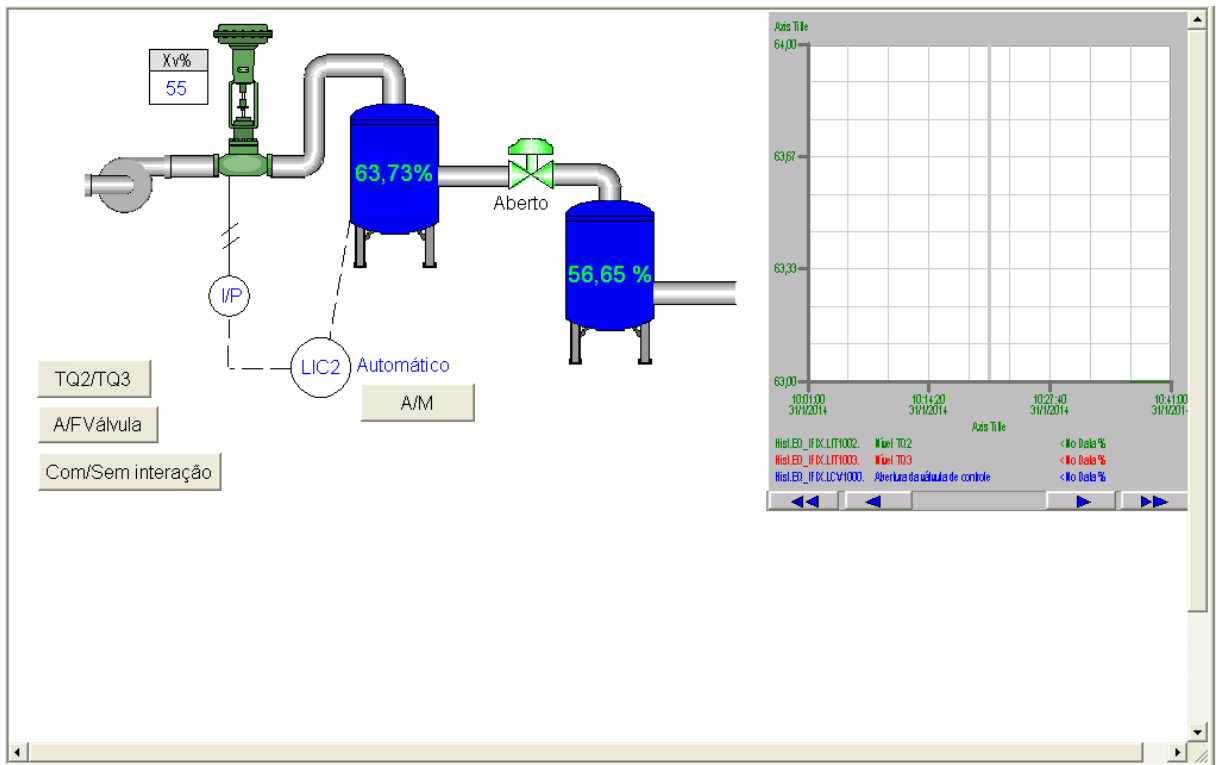 Xv%
55
63,73%
Aberto
56,65 %
I/P
LIC2
Automático
A/M
TQ2/TQ3
A/FVálvula
Com/Sem interação
Axis Title
64,00
63,67
63,33
63,00
10:01:00 10:14:20 10:27:40 10:41:00
31/1/2014 31/1/2014 31/1/2014 31/1/2014
Axis Title
Hist.EQ_IFIX.LIT1002. Nível TQ2 <No Data %
Hist.EQ_IFIX.LIT1003. Nível TQ3 <No Data %
Hist.EQ_IFIX.LCV1000. Abertura da válvula de controle <No Data %